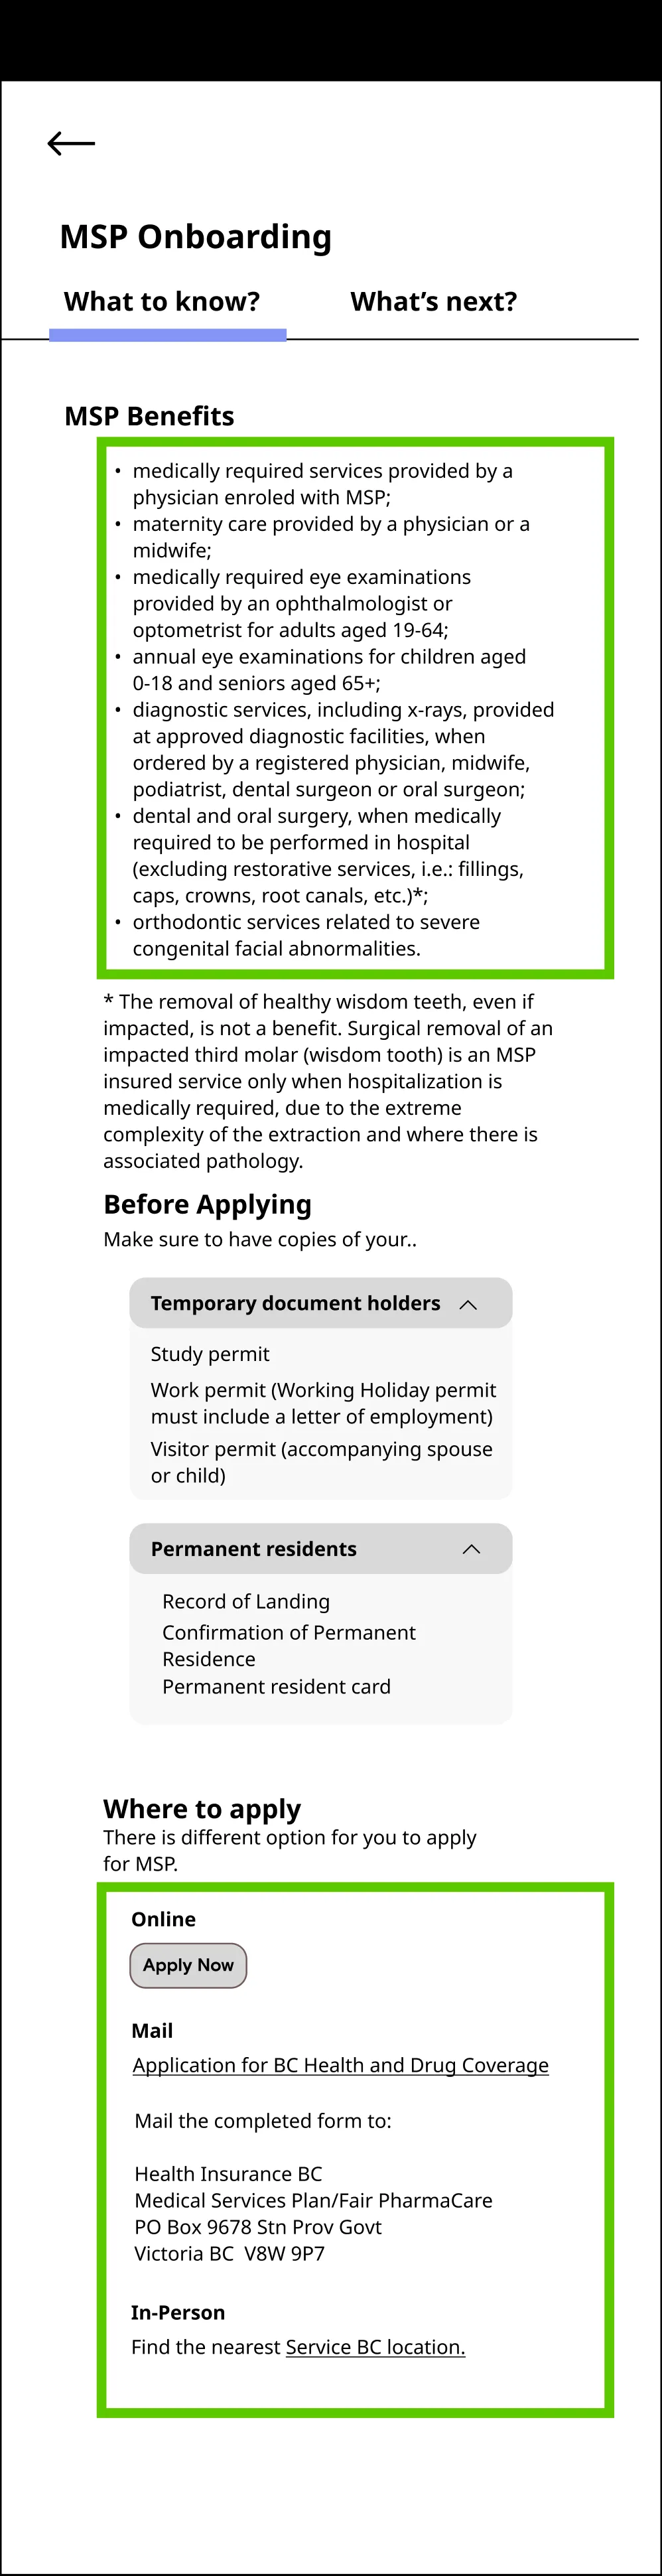 MSP Onboarding
What to know?
What's next?
MSP Benefits
• medically required services provided by a
physician enroled with MSP;
• maternity care provided by a physician or a
midwife;
• medically required eye examinations
provided by an ophthalmologist or
optometrist for adults aged 19-64;
• annual eye examinations for children aged
0-18 and seniors aged 65+;
• diagnostic services, including x-rays, provided
at approved diagnostic facilities, when
ordered by a registered physician, midwife,
podiatrist, dental surgeon or oral surgeon;
• dental and oral surgery, when medically
required to be performed in hospital
(excluding restorative services, i.e.: fillings,
caps, crowns, root canals, etc.)*;
• orthodontic services related to severe
congenital facial abnormalities.
* The removal of healthy wisdom teeth, even if
impacted, is not a benefit. Surgical removal of an
impacted third molar (wisdom tooth) is an MSP
insured service only when hospitalization is
medically required, due to the extreme
complexity of the extraction and where there is
associated pathology.
Before Applying
Make sure to have copies of your..
Temporary document holders
Study permit
Work permit (Working Holiday permit
must include a letter of employment)
Visitor permit (accompanying spouse
or child)
Permanent residents
Record of Landing
Confirmation of Permanent
Residence
Permanent resident card
Where to apply
There is different option for you to apply
for MSP.
Online
Apply Now
Mail
Application for BC Health and Drug Coverage
Mail the completed form to:
Health Insurance BC
Medical Services Plan/Fair PharmaCare
PO Box 9678 Stn Prov Govt
Victoria BC  V8W 9P7
In-Person
Find the nearest Service BC location.